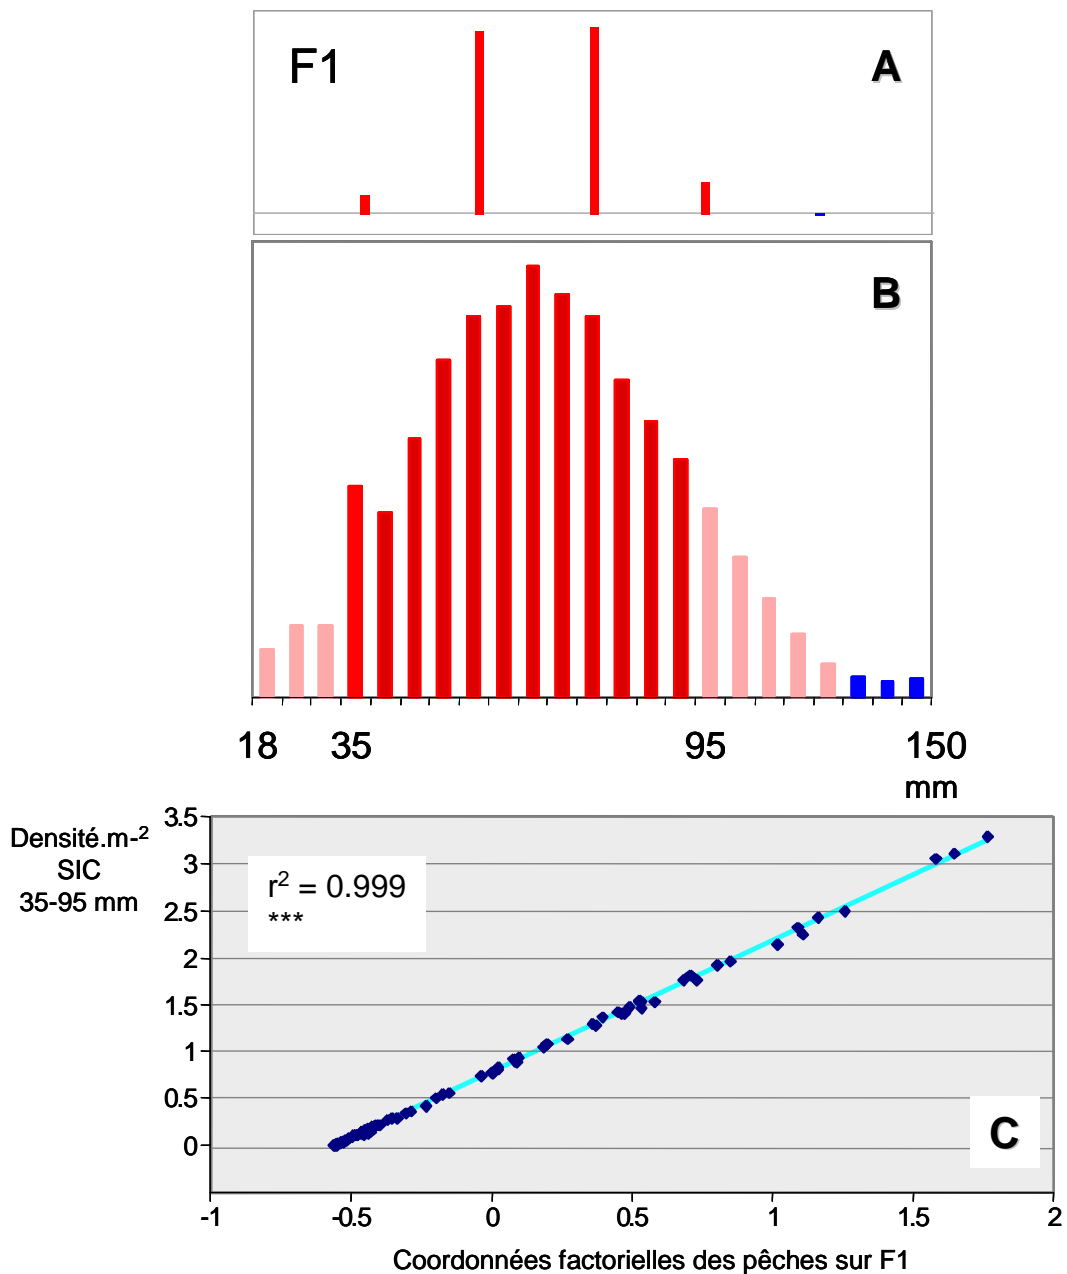 F1
A
B
18 35 95 150
mm
Densité.m-²
SIC
35-95 mm
3.5
3
2.5
2
1.5
1
0.5
0
r² = 0.999
***
C
-1 -0.5 0 0.5 1 1.5 2
Coordonnées factorielles des pêches sur F1